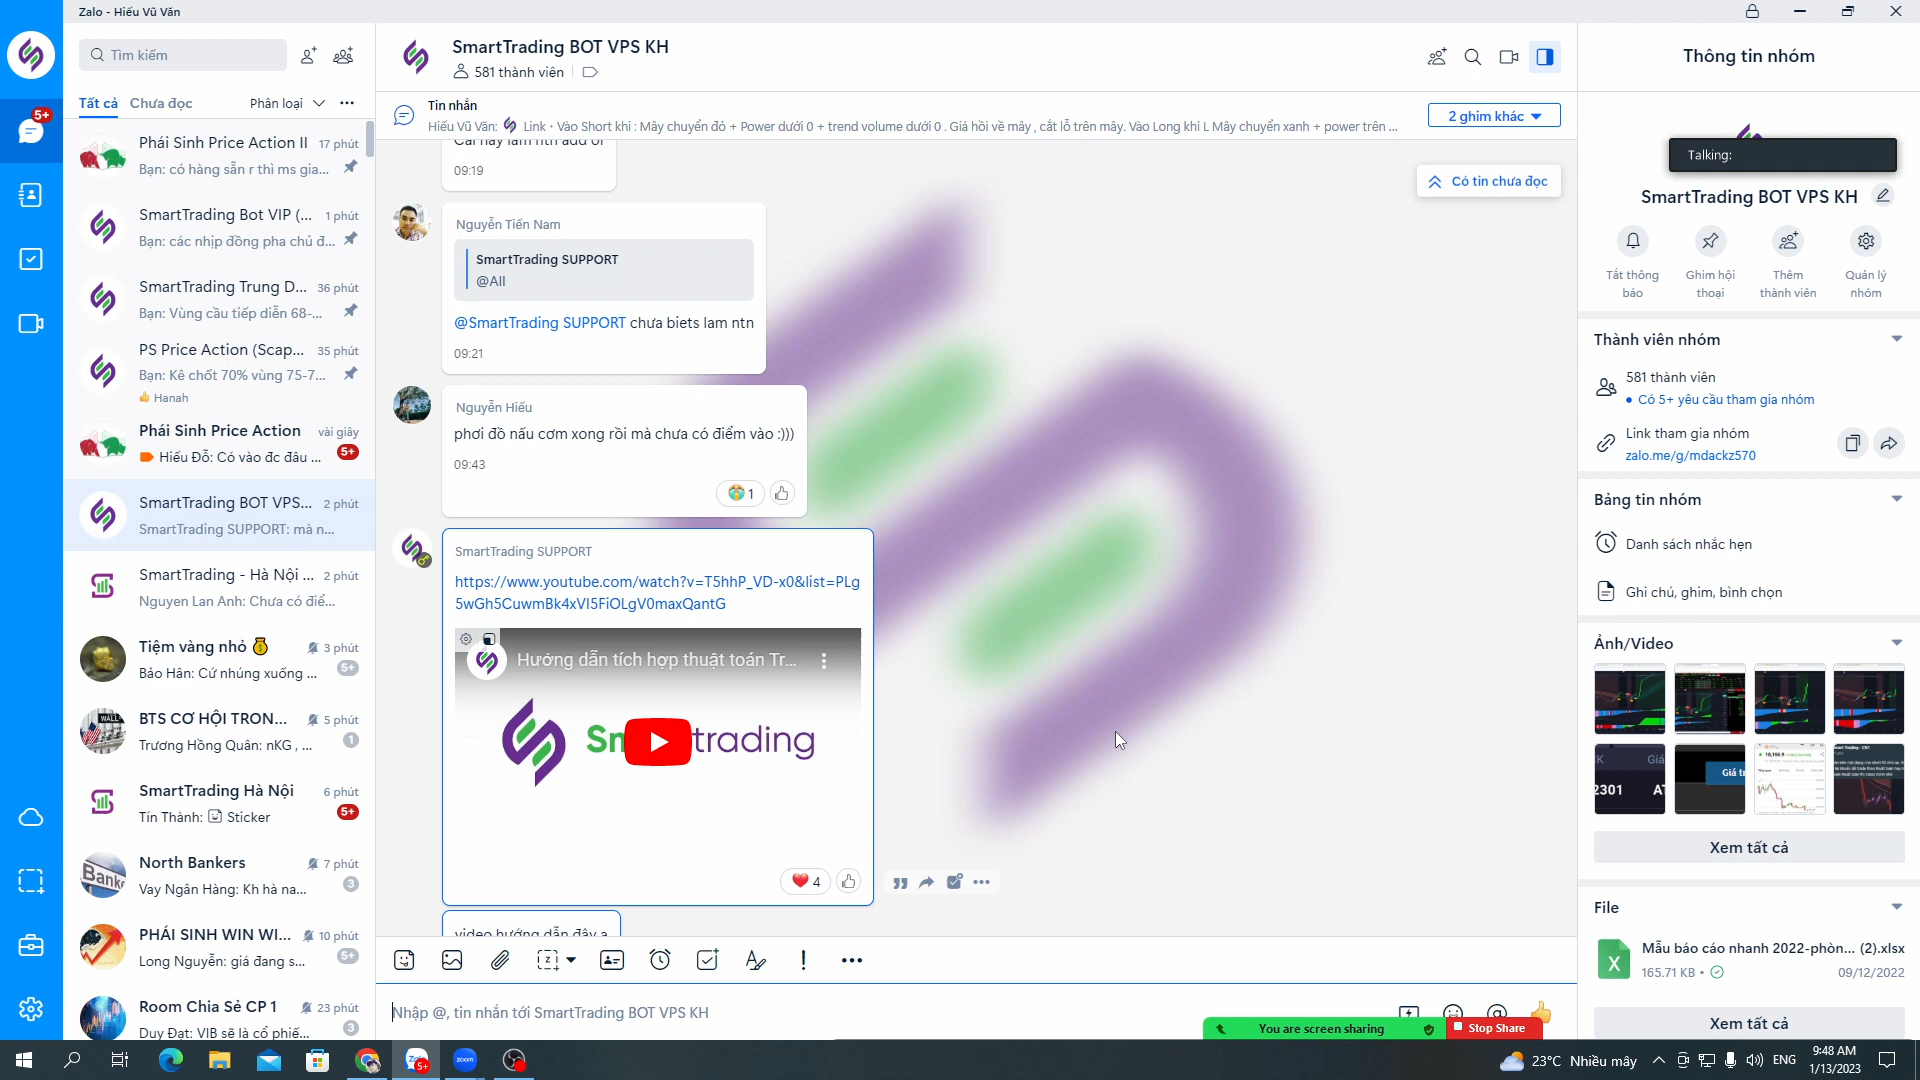 Zalo - Hiếu Vũ Văn
Tìm kiếm
Tất cả
Chưa đọc
Phân loại
5+
Phái Sinh Price Action II
17 phút
Bạn: có hàng sẵn r thì ms gia...
SmartTrading Bot VIP (...
1 phút
Bạn: các nhịp đồng pha chủ đ...
SmartTrading Trung D...
36 phút
Bạn: Vùng cầu tiếp diễn 68-...
PS Price Action (Scap...
35 phút
Bạn: Kê chốt 70% vùng 75-7...
Hanah
Phái Sinh Price Action
vài giây
Hiếu Đỗ: Có vào đc đâu ...
5+
SmartTrading BOT VPS...
2 phút
SmartTrading SUPPORT: mà n...
SmartTrading - Hà Nội ...
2 phút
Nguyen Lan Anh: Chưa có điể...
Tiệm vàng nhỏ
3 phút
Bảo Hân: Cứ nhúng xuống ...
5+
BTS CƠ HỘI TRON...
5 phút
Trương Hồng Quân: nKG , ...
1
SmartTrading Hà Nội
6 phút
Tín Thành: Sticker
5+
North Bankers
7 phút
Vay Ngân Hàng: Kh hà na...
3
PHÁI SINH WIN WI...
10 phút
Long Nguyễn: giá đang s...
5+
Room Chia Sẻ CP 1
23 phút
Duy Đạt: VIB sẽ là cổ phiế...
3
SmartTrading BOT VPS KH
581 thành viên
Tin nhắn
Hiếu Vũ Văn: Link • Vào Short khi : Mây chuyển đỏ + Power dưới 0 + trend volume dưới 0 . Giá hồi về mây , cắt lỗ trên mây. Vào Long khi L Mây chuyển xanh + power trên ...
2 ghim khác
Có tin chưa đọc
09:19
Nguyễn Tiến Nam
SmartTrading SUPPORT
@All
@SmartTrading SUPPORT chưa biets lam ntn
09:21
Nguyễn Hiếu
phơi đồ nấu cơm xong rồi mà chưa có điểm vào :)))
09:43
1
SmartTrading SUPPORT
https://www.youtube.com/watch?v=T5hhP_VD-x0&list=PLg
5wGh5CuwmBk4xVI5FiOLgV0maxQantG
Hướng dẫn tích hợp thuật toán Tr...
trading
4
video hướng dẫn đây ạ
Nhập @, tin nhắn tới SmartTrading BOT VPS KH
You are screen sharing
Stop Share
Thông tin nhóm
Talking:
SmartTrading BOT VPS KH
Tắt thông
báo
Ghim hội
thoại
Thêm
thành viên
Quản lý
nhóm
Thành viên nhóm
581 thành viên
Có 5+ yêu cầu tham gia nhóm
Link tham gia nhóm
zalo.me/g/mdackz570
Bảng tin nhóm
Danh sách nhắc hẹn
Ghi chú, ghim, bình chọn
Ảnh/Video
Xem tất cả
File
Mẫu báo cáo nhanh 2022-phòn... (2).xlsx
165.71 KB
09/12/2022
Xem tất cả
23°C Nhiều mây
ENG
9:48 AM
1/13/2023